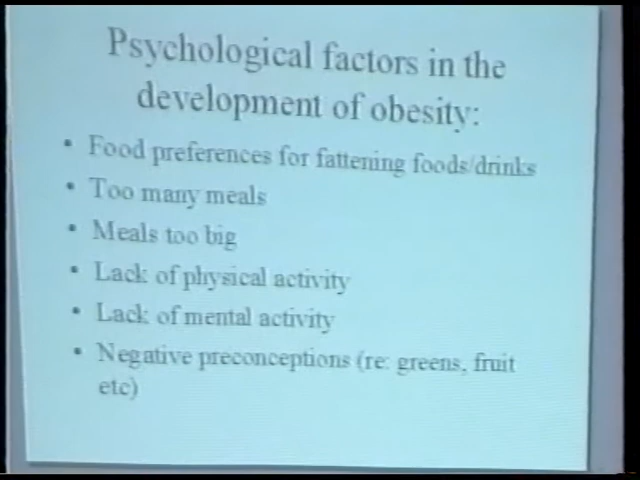 Psychological factors in the
development of obesity:
• Food preferences for fattening foods/drinks
• Too many meals
• Meals too big
• Lack of physical activity
• Lack of mental activity
• Negative preconceptions (re: greens, fruit
etc)